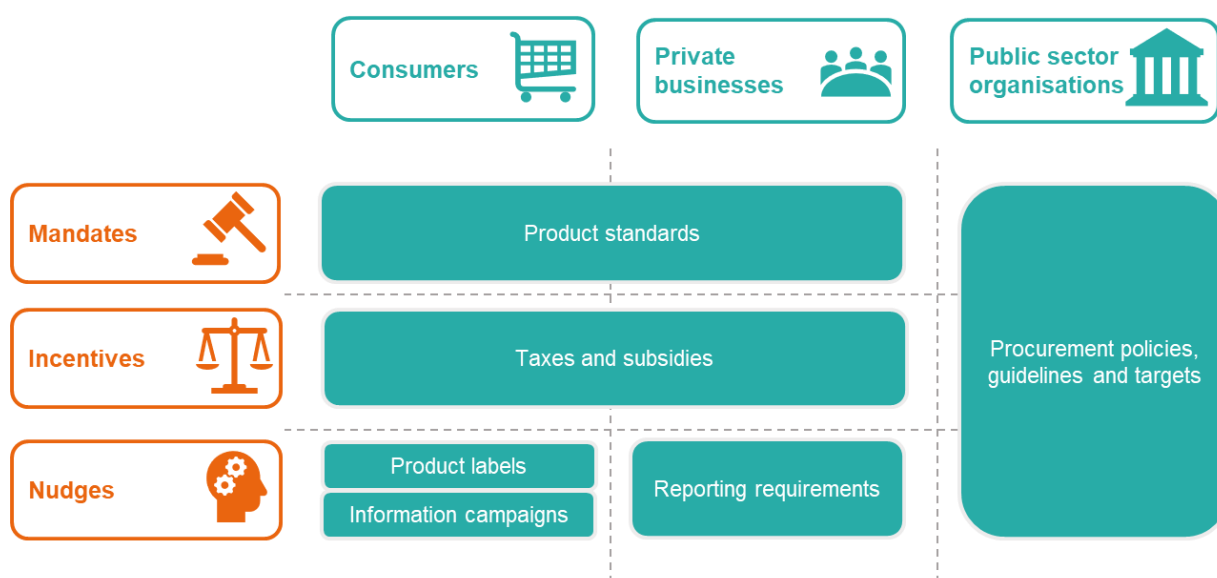 Consumers
Private
businesses
Public sector
organisations
Mandates
Product standards
Incentives
Taxes and subsidies
Procurement policies,
guidelines and targets
Nudges
Product labels
Information campaigns
Reporting requirements